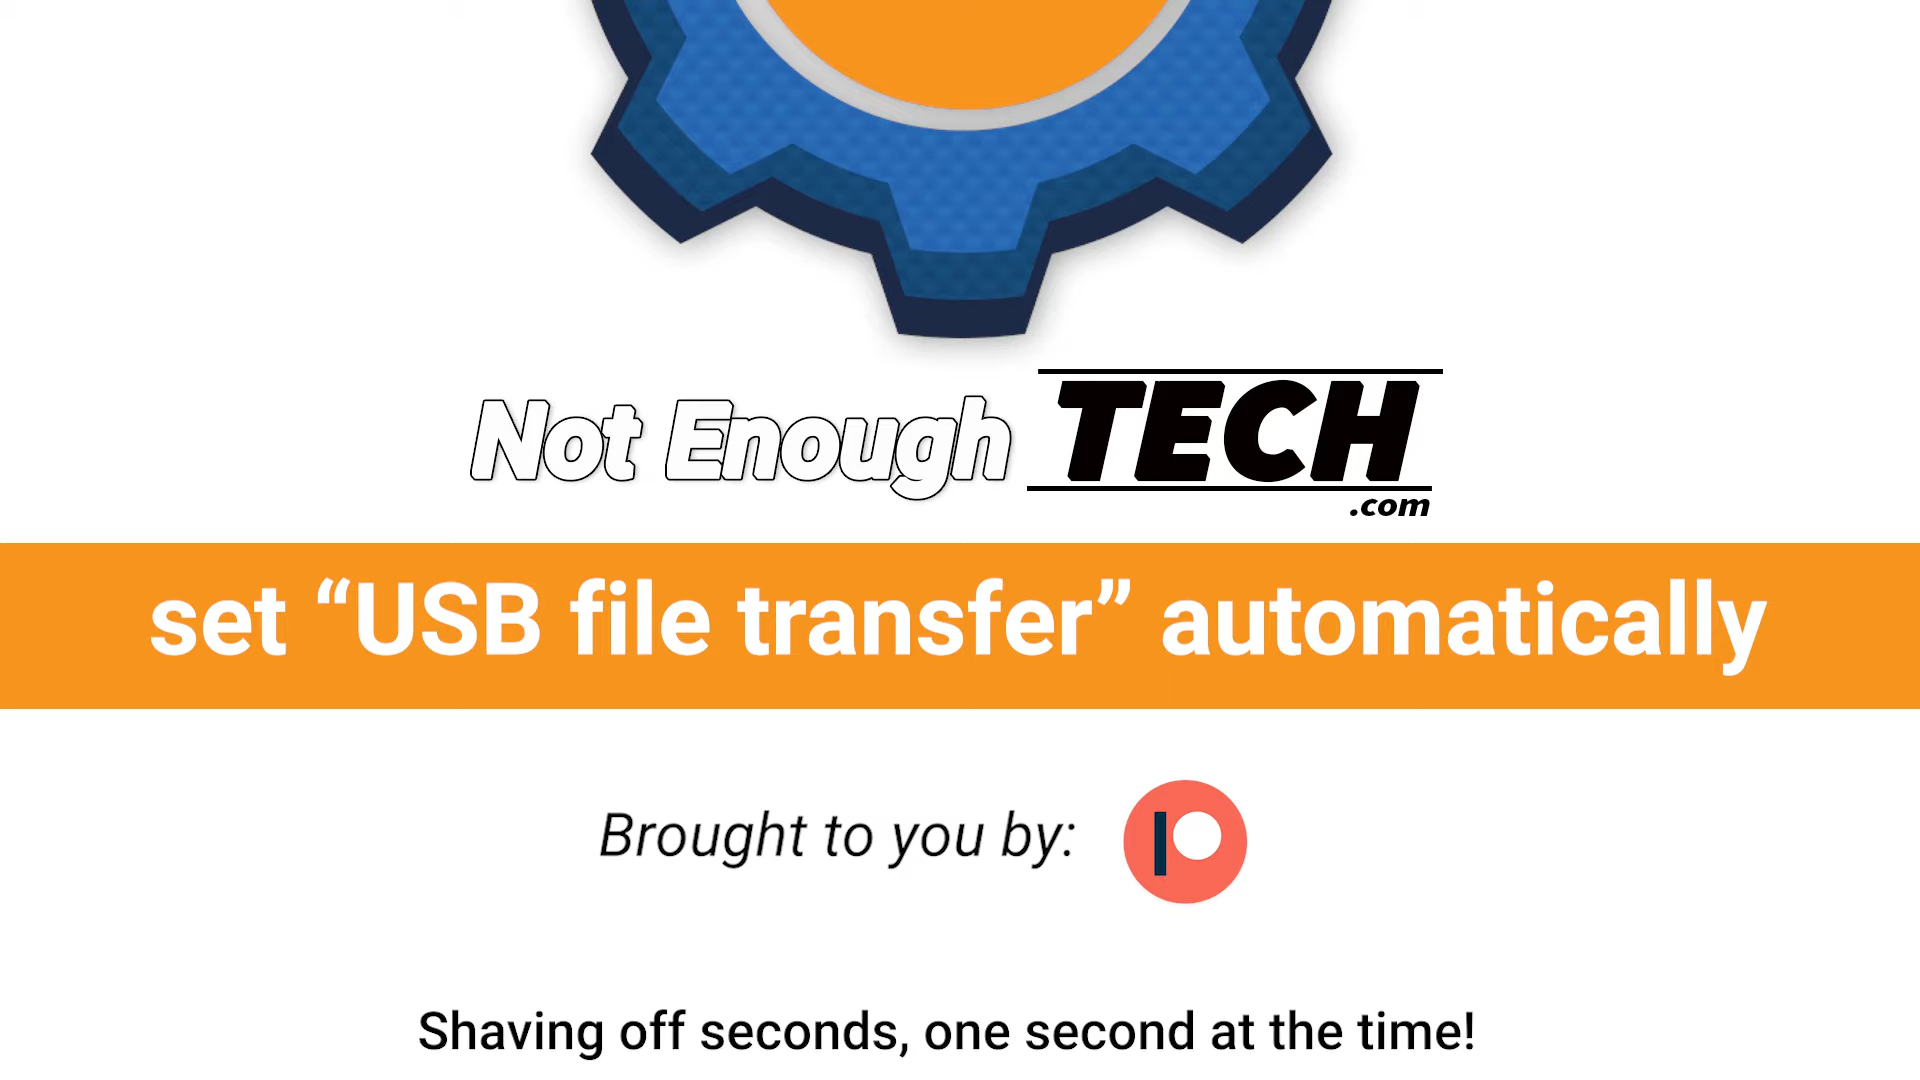 Not Enough TECH
.com
set “USB file transfer” automatically
Brought to you by:
Shaving off seconds, one second at the time!